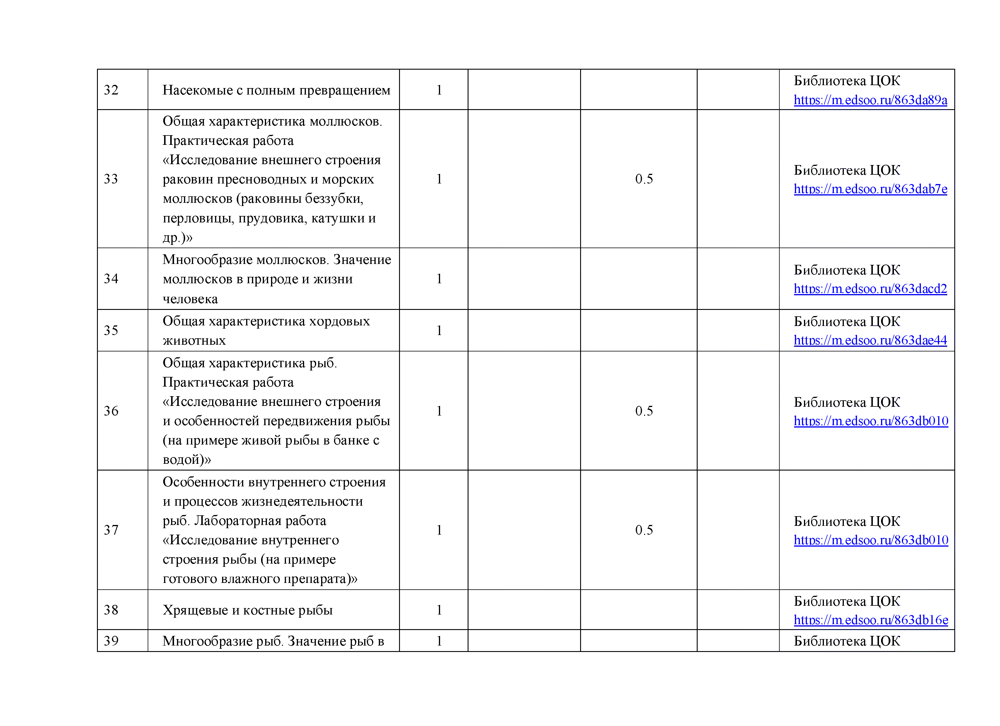 32
Насекомые с полным превращением
1
Библиотека ЦОК
https://m.edsoo.ru/863da89a
33
Общая характеристика моллюсков.
Практическая работа
«Исследование внешнего строения
раковин пресноводных и морских
моллюсков (раковины беззубки,
перловицы, прудовика, катушки и
др.)»
1
0.5
Библиотека ЦОК
https://m.edsoo.ru/863dab7e
34
Многообразие моллюсков. Значение
моллюсков в природе и жизни
человека
1
Библиотека ЦОК
https://m.edsoo.ru/863dacd2
35
Общая характеристика хордовых
животных
1
Библиотека ЦОК
https://m.edsoo.ru/863dae44
36
Общая характеристика рыб.
Практическая работа
«Исследование внешнего строения
и особенностей передвижения рыбы
(на примере живой рыбы в банке с
водой)»
1
0.5
Библиотека ЦОК
https://m.edsoo.ru/863db010
37
Особенности внутреннего строения
и процессов жизнедеятельности
рыб. Лабораторная работа
«Исследование внутреннего
строения рыбы (на примере
готового влажного препарата)»
1
0.5
Библиотека ЦОК
https://m.edsoo.ru/863db010
38
Хрящевые и костные рыбы
1
Библиотека ЦОК
https://m.edsoo.ru/863db16e
39
Многообразие рыб. Значение рыб в
1
Библиотека ЦОК